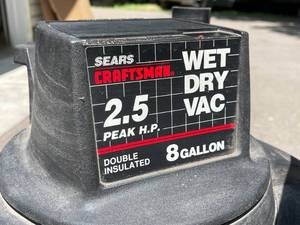 SEARS
CRAFTSMAN
WET
DRY
VAC
2.5
PEAK H.P.
DOUBLE
INSULATED
8 GALLON